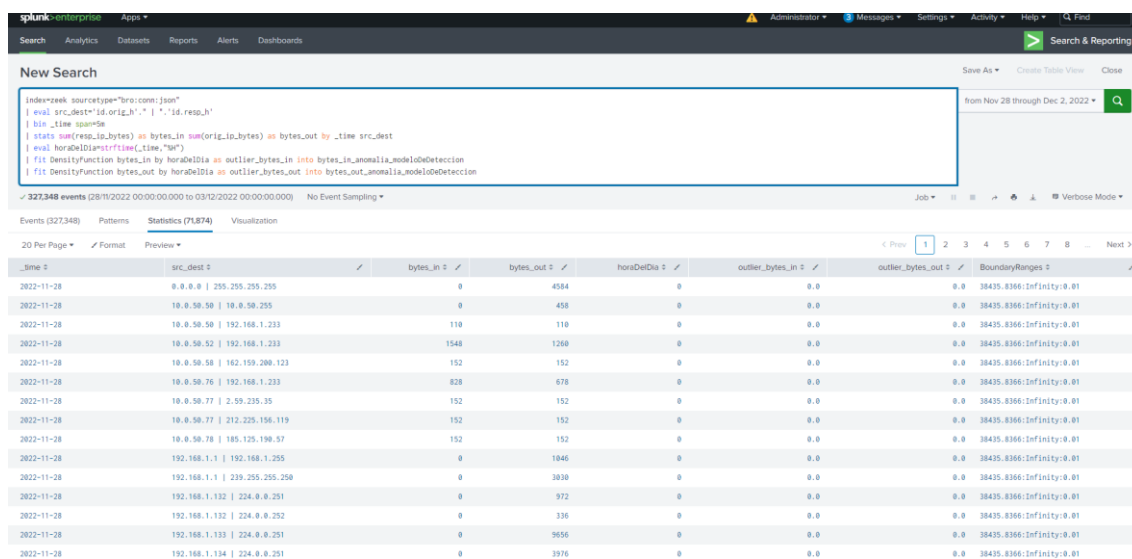 splunk>enterprise Apps Administrator 3 Messages Settings Activity Help Find
Search Analytics Datasets Reports Alerts Dashboards Search & Reporting
New Search Save As Create Table View Close
index=zeek sourcetype="bro:conn:json"
| eval src_dest='id.orig_h'." | ".'id.resp_h'
| bin _time span=5m
| stats sum(resp_ip_bytes) as bytes_in sum(orig_ip_bytes) as bytes_out by _time src_dest
| eval horaDelDia=strftime(_time,"%H")
| fit DensityFunction bytes_in by horaDelDia as outlier_bytes_in into bytes_in_anomalia_modeloDeDeteccion
| fit DensityFunction bytes_out by horaDelDia as outlier_bytes_out into bytes_out_anomalia_modeloDeDeteccion
from Nov 28 through Dec 2, 2022
✓ 327,348 events (28/11/2022 00:00:00.000 to 03/12/2022 00:00:00.000) No Event Sampling Job Verbose Mode
Events (327,348) Patterns Statistics (71,874) Visualization
20 Per Page Format Preview < Prev 1 2 3 4 5 6 7 8 ... Next >
_time src_dest bytes_in bytes_out horaDelDia outlier_bytes_in outlier_bytes_out BoundaryRanges
2022-11-28 0.0.0.0 | 255.255.255.255 0 4584 0 0.0 0.0 38435.8366:Infinity:0.01
2022-11-28 10.0.50.50 | 10.0.50.255 0 458 0 0.0 0.0 38435.8366:Infinity:0.01
2022-11-28 10.0.50.50 | 192.168.1.233 110 110 0 0.0 0.0 38435.8366:Infinity:0.01
2022-11-28 10.0.50.52 | 192.168.1.233 1548 1260 0 0.0 0.0 38435.8366:Infinity:0.01
2022-11-28 10.0.50.58 | 162.159.200.123 152 152 0 0.0 0.0 38435.8366:Infinity:0.01
2022-11-28 10.0.50.76 | 192.168.1.233 828 678 0 0.0 0.0 38435.8366:Infinity:0.01
2022-11-28 10.0.50.77 | 2.59.235.35 152 152 0 0.0 0.0 38435.8366:Infinity:0.01
2022-11-28 10.0.50.77 | 212.225.156.119 152 152 0 0.0 0.0 38435.8366:Infinity:0.01
2022-11-28 10.0.50.78 | 185.125.190.57 152 152 0 0.0 0.0 38435.8366:Infinity:0.01
2022-11-28 192.168.1.1 | 192.168.1.255 0 1046 0 0.0 0.0 38435.8366:Infinity:0.01
2022-11-28 192.168.1.1 | 239.255.255.250 0 3030 0 0.0 0.0 38435.8366:Infinity:0.01
2022-11-28 192.168.1.132 | 224.0.0.251 0 972 0 0.0 0.0 38435.8366:Infinity:0.01
2022-11-28 192.168.1.132 | 224.0.0.252 0 336 0 0.0 0.0 38435.8366:Infinity:0.01
2022-11-28 192.168.1.133 | 224.0.0.251 0 9656 0 0.0 0.0 38435.8366:Infinity:0.01
2022-11-28 192.168.1.134 | 224.0.0.251 0 3976 0 0.0 0.0 38435.8366:Infinity:0.01